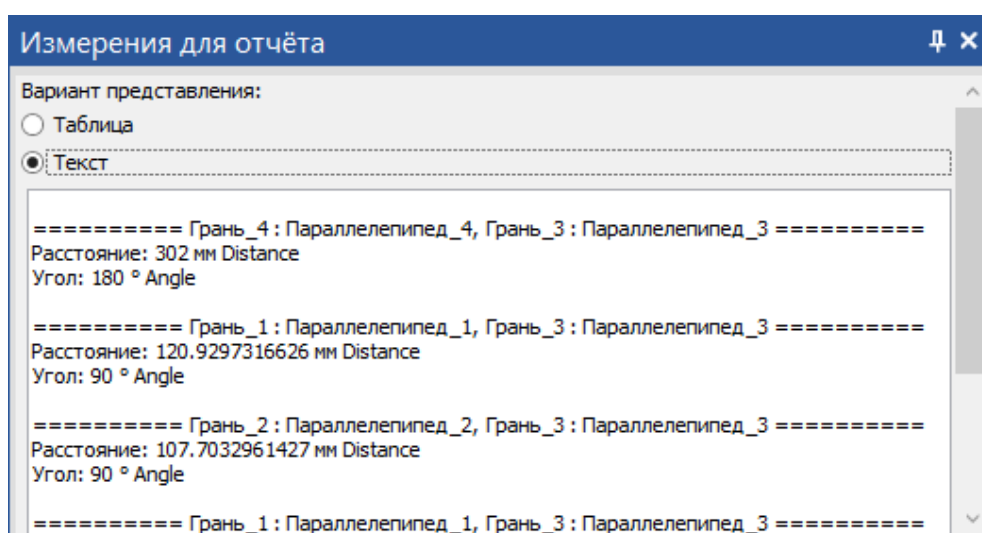 Измерения для отчёта
Вариант представления:
Таблица
Текст
========== Грань_4 : Параллелепипед_4, Грань_3 : Параллелепипед_3 ==========
Расстояние: 302 мм Distance
Угол: 180 ° Angle
========== Грань_1 : Параллелепипед_1, Грань_3 : Параллелепипед_3 ==========
Расстояние: 120.9297316626 мм Distance
Угол: 90 ° Angle
========== Грань_2 : Параллелепипед_2, Грань_3 : Параллелепипед_3 ==========
Расстояние: 107.7032961427 мм Distance
Угол: 90 ° Angle
========== Грань_1 : Параллелепипед_1, Грань_3 : Параллелепипед_3 ==========